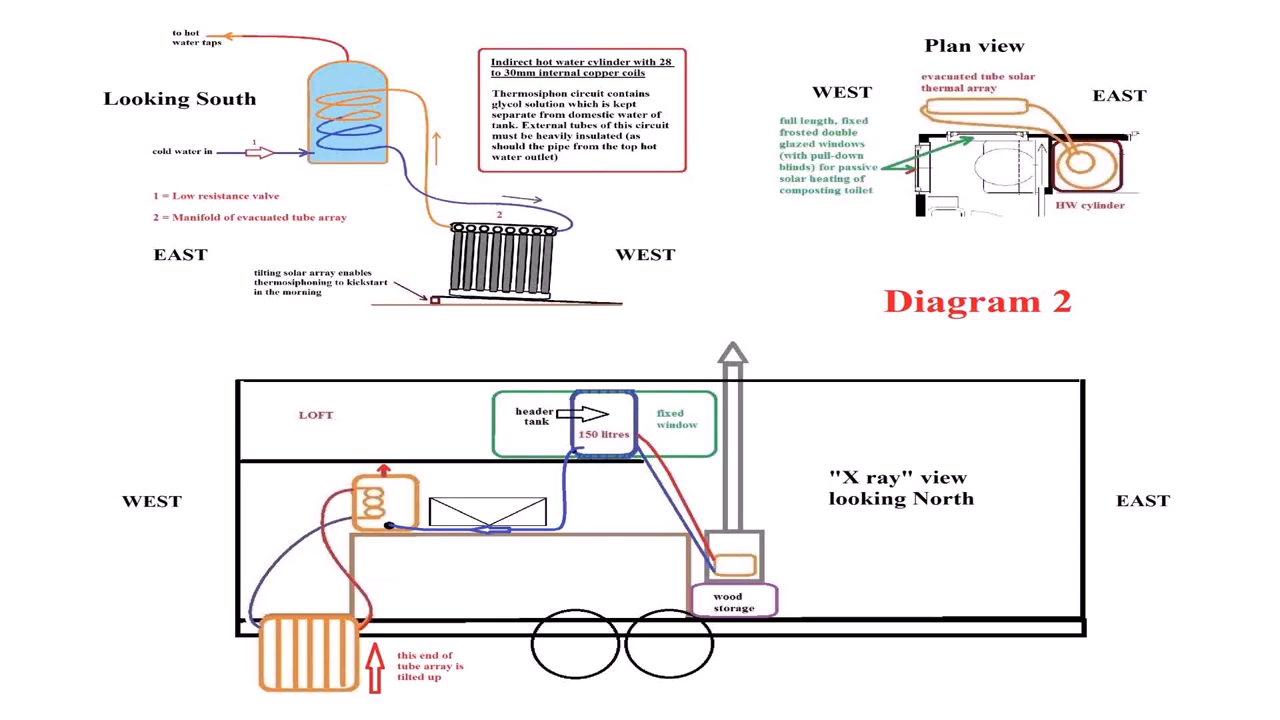 to hot
water taps
Looking South
cold water in
1
1 = Low resistance valve
2 = Manifold of evacuated tube array
2
EAST
WEST
tilting solar array enables
thermosiphoning to kickstart
in the morning
Indirect hot water cylinder with 28
to 30mm internal copper coils
Thermosiphon circuit contains
glycol solution which is kept
separate from domestic water of
tank. External tubes of this circuit
must be heavily insulated (as
should the pipe from the top hot
water outlet)
Plan view
evacuated tube solar
thermal array
WEST
EAST
full length, fixed
frosted double
glazed windows
(with pull-down
blinds) for passive
solar heating of
composting toilet
HW cylinder
Diagram 2
LOFT
header
tank
150 litres
fixed
window
"X ray" view
looking North
WEST
EAST
wood
storage
this end of
tube array is
tilted up